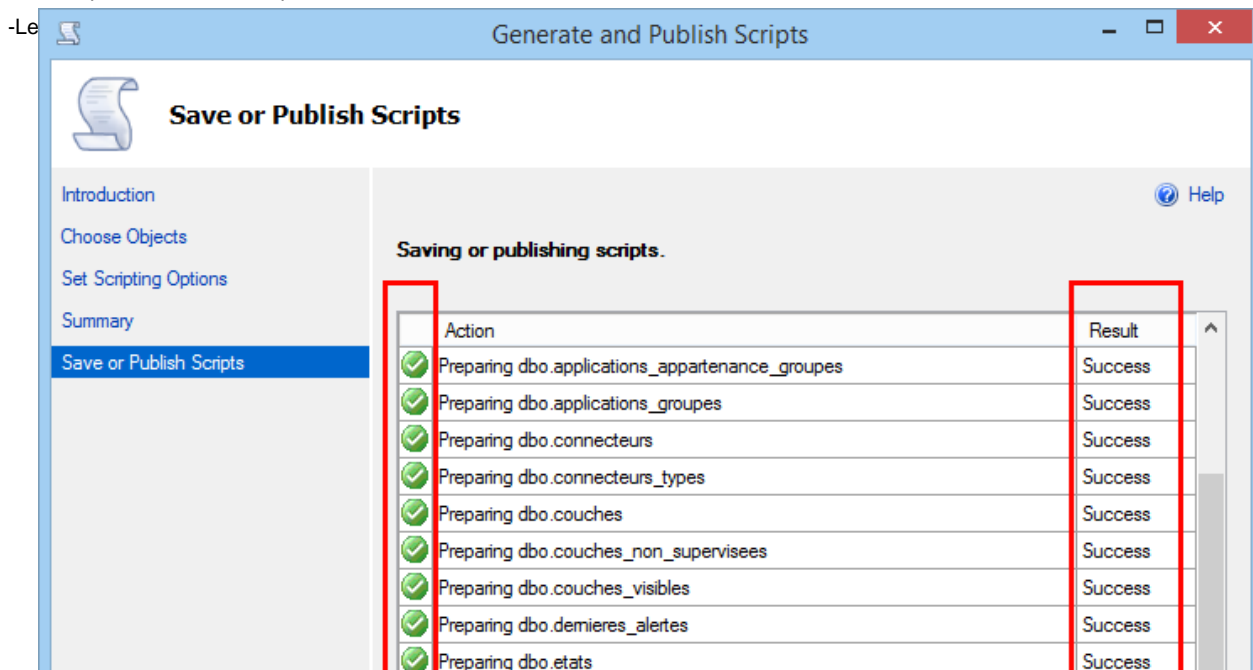 -Le
Generate and Publish Scripts
Save or Publish Scripts
Introduction
Help
Choose Objects
Saving or publishing scripts.
Set Scripting Options
Summary
Action Result
Save or Publish Scripts
Preparing dbo.applications_appartenance_groupes Success
Preparing dbo.applications_groupes Success
Preparing dbo.connecteurs Success
Preparing dbo.connecteurs_types Success
Preparing dbo.couches Success
Preparing dbo.couches_non_supervisees Success
Preparing dbo.couches_visibles Success
Preparing dbo.dernieres_alertes Success
Preparing dbo.etats Success